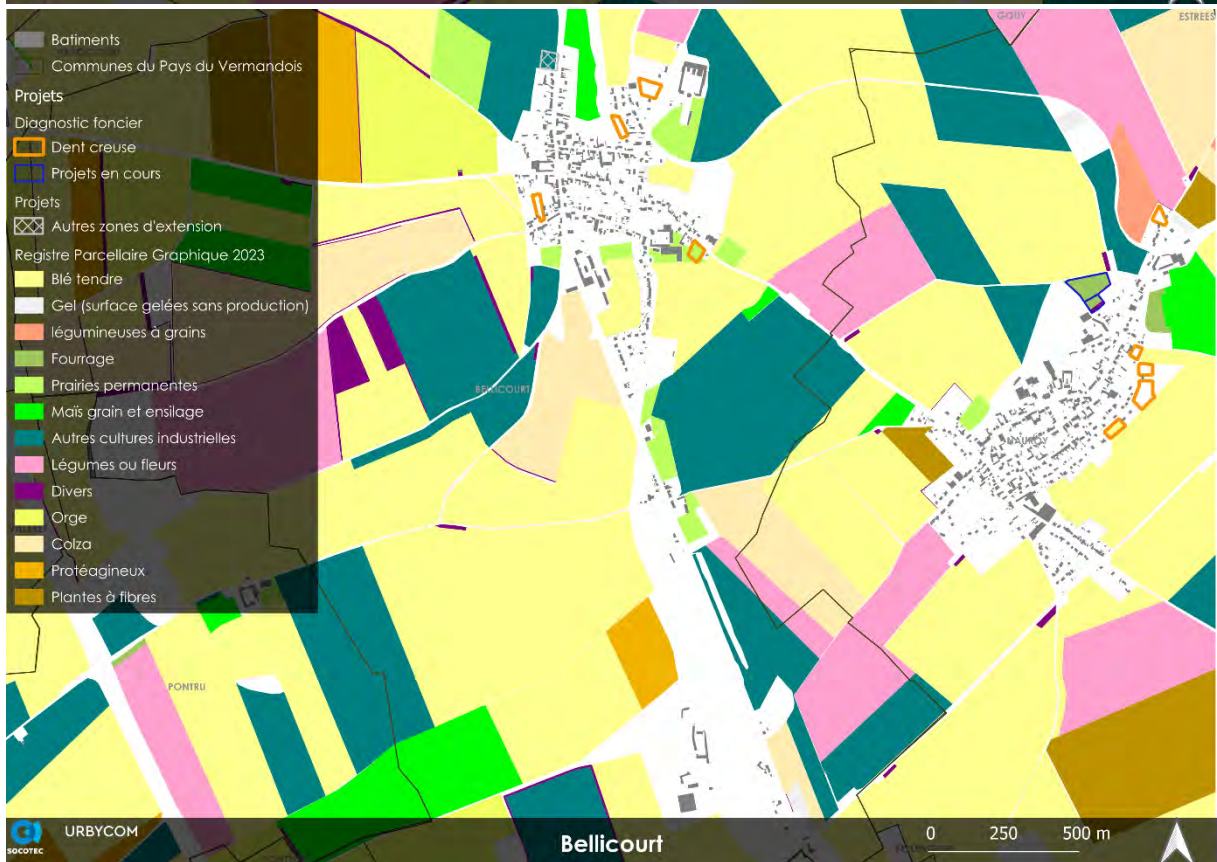 GOUY
ESTREES
Batiments
Communes du Pays du Vermandois
Projets
Diagnostic foncier
Dent creuse
Projets en cours
Projets
Autres zones d'extension
Registre Parcellaire Graphique 2023
Blé tendre
Gel (surface gelées sans production)
légumineuses à grains
Fourrage
Prairies permanentes
Maïs grain et ensilage
Autres cultures industrielles
Légumes ou fleurs
Divers
Orge
Colza
Protéagineux
Plantes à fibres
BELLICOURT
NAUROY
PONTRU
SOCOTEC
URBYCOM
Bellicourt
0 250 500 m